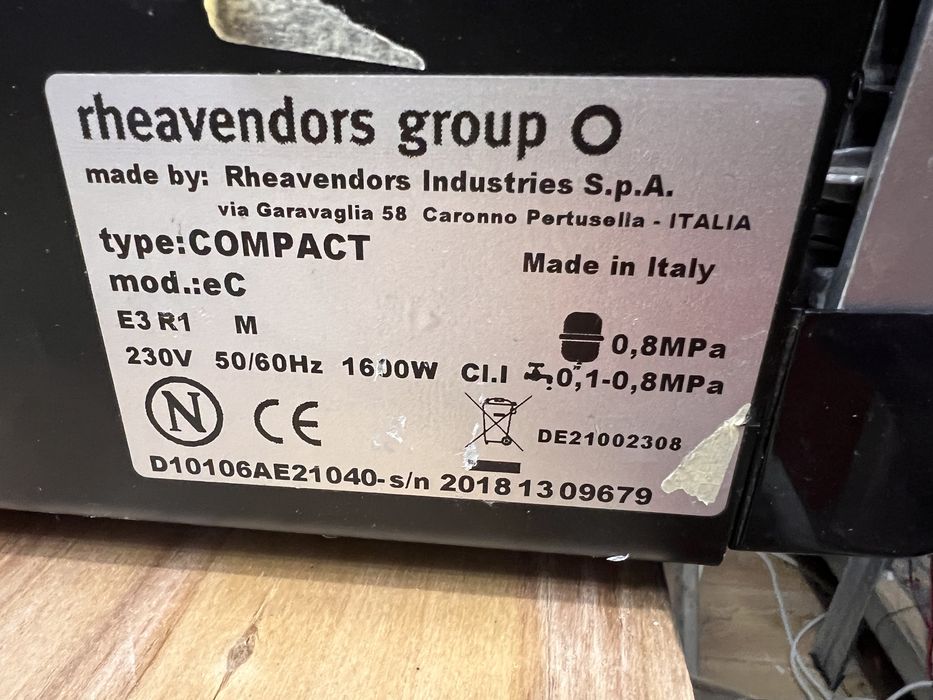 rheavendors group
made by: Rheavendors Industries S.p.A.
via Garavaglia 58 Caronno Pertusella - ITALIA
type:COMPACT
Made in Italy
mod.:eC
E3 R1 M
0,8MPa
230V 50/60Hz 1600W Cl.I 0,1-0,8MPa
N CE
DE21002308
D10106AE21040-s/n 2018 13 09679